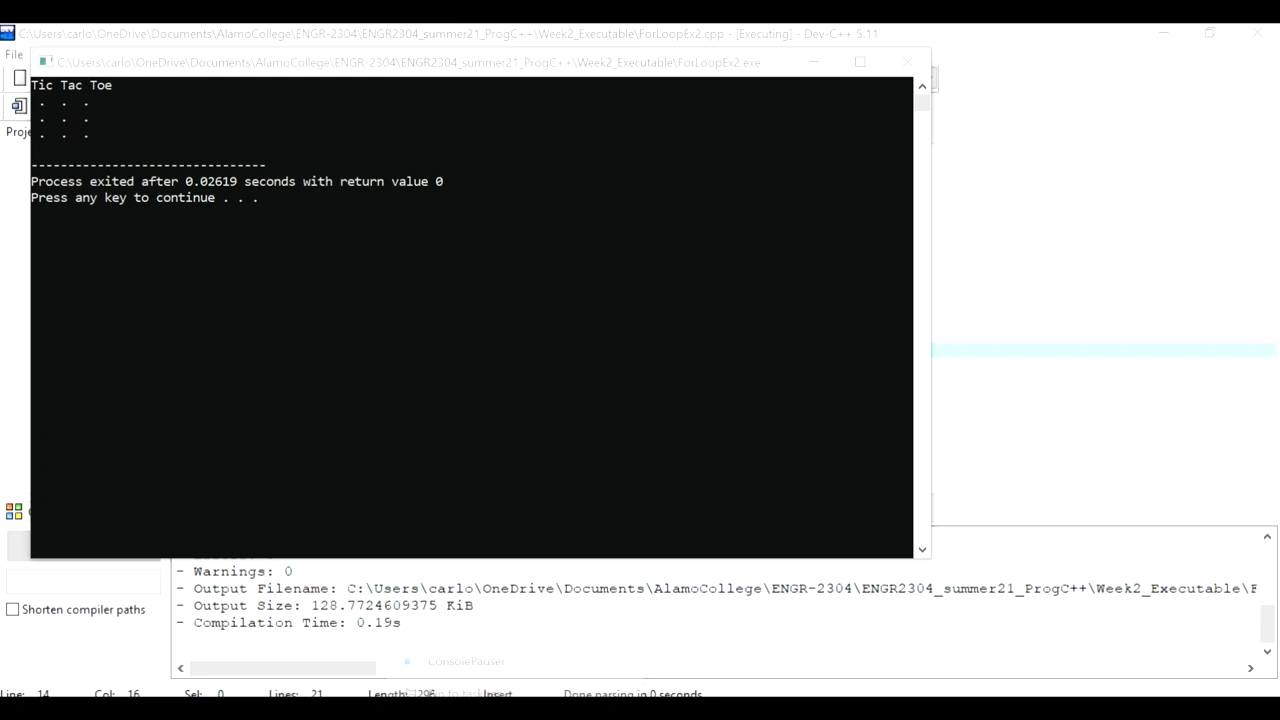 C:\Users\carlo\OneDrive\Documents\AlamoCollege\ENGR-2304\ENGR2304_summer21_ProgC++\Week2_Executable\ForLoopEx2.cpp - [Executing] - Dev-C++ 5.11
File
C:\Users\carlo\OneDrive\Documents\AlamoCollege\ENGR-2304\ENGR2304_summer21_ProgC++\Week2_Executable\ForLoopEx2.exe
Tic Tac Toe
. . .
. . .
. . .
--------------------------------
Process exited after 0.02619 seconds with return value 0
Press any key to continue . . .
Proje
- Warnings: 0
- Output Filename: C:\Users\carlo\OneDrive\Documents\AlamoCollege\ENGR-2304\ENGR2304_summer21_ProgC++\Week2_Executable\F
- Output Size: 128.7724609375 KiB
- Compilation Time: 0.19s
Shorten compiler paths
ConsolePauser
Line: 14 Col: 16 Sel: 0 Lines: 21 Length: 296 Insert Done parsing in 0 seconds